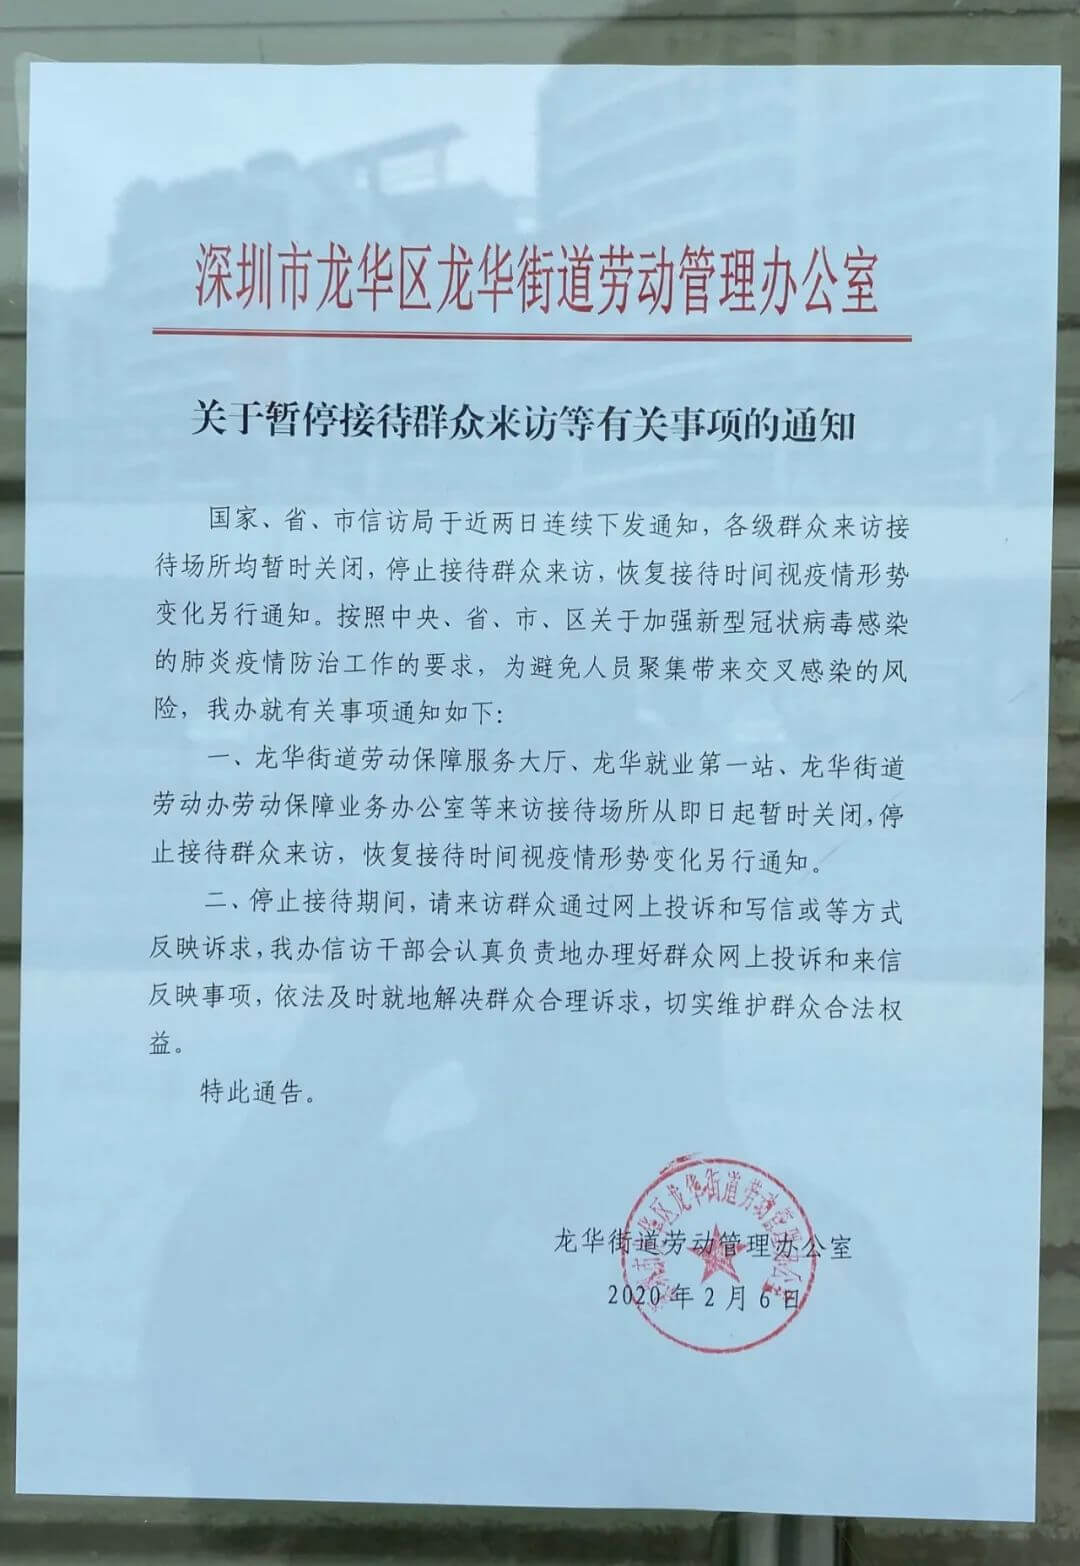 深圳市龙华区龙华街道劳动管理办公室
关于暂停接待群众来访等有关事项的通知
国家、省、市信访局于近两日连续下发通知，各级群众来访接
待场所均暂时关闭，停止接待群众来访，恢复接待时间视疫情形势
变化另行通知。按照中央、省、市、区关于加强新型冠状病毒感染
的肺炎疫情防治工作的要求，为避免人员聚集带来交叉感染的风
险，我办就有关事项通知如下：
一、龙华街道劳动保障服务大厅、龙华就业第一站、龙华街道
劳动办劳动保障业务办公室等来访接待场所从即日起暂时关闭，停
止接待群众来访，恢复接待时间视疫情形势变化另行通知。
二、停止接待期间，请来访群众通过网上投诉和写信或等方式
反映诉求，我办信访干部会认真负责地办理好群众网上投诉和来信
反映事项，依法及时就地解决群众合理诉求，切实维护群众合法权
益。
特此通告。
深圳市龙华区龙华街道劳动管理办公室
龙华街道劳动管理办公室
2020年2月6日